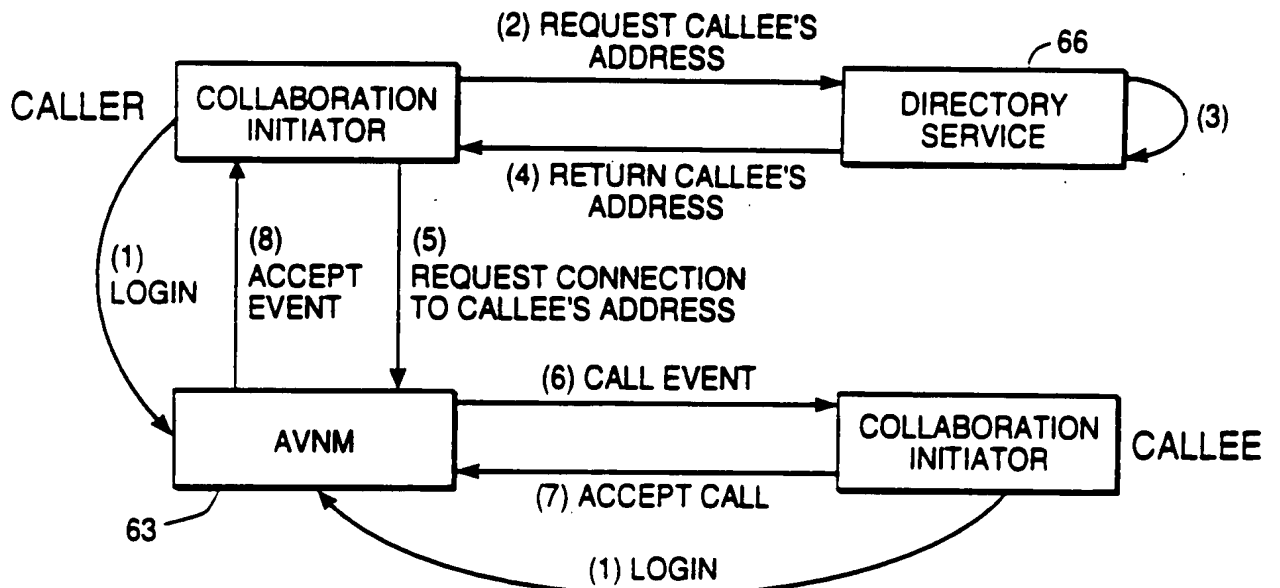 (2) REQUEST CALLEE'S
ADDRESS
66
CALLER
COLLABORATION
INITIATOR
DIRECTORY
SERVICE
(3)
(4) RETURN CALLEE'S
ADDRESS
(1)
LOGIN
(8)
ACCEPT
EVENT
(5)
REQUEST CONNECTION
TO CALLEE'S ADDRESS
(6) CALL EVENT
AVNM
COLLABORATION
INITIATOR
CALLEE
(7) ACCEPT CALL
63
(1) LOGIN